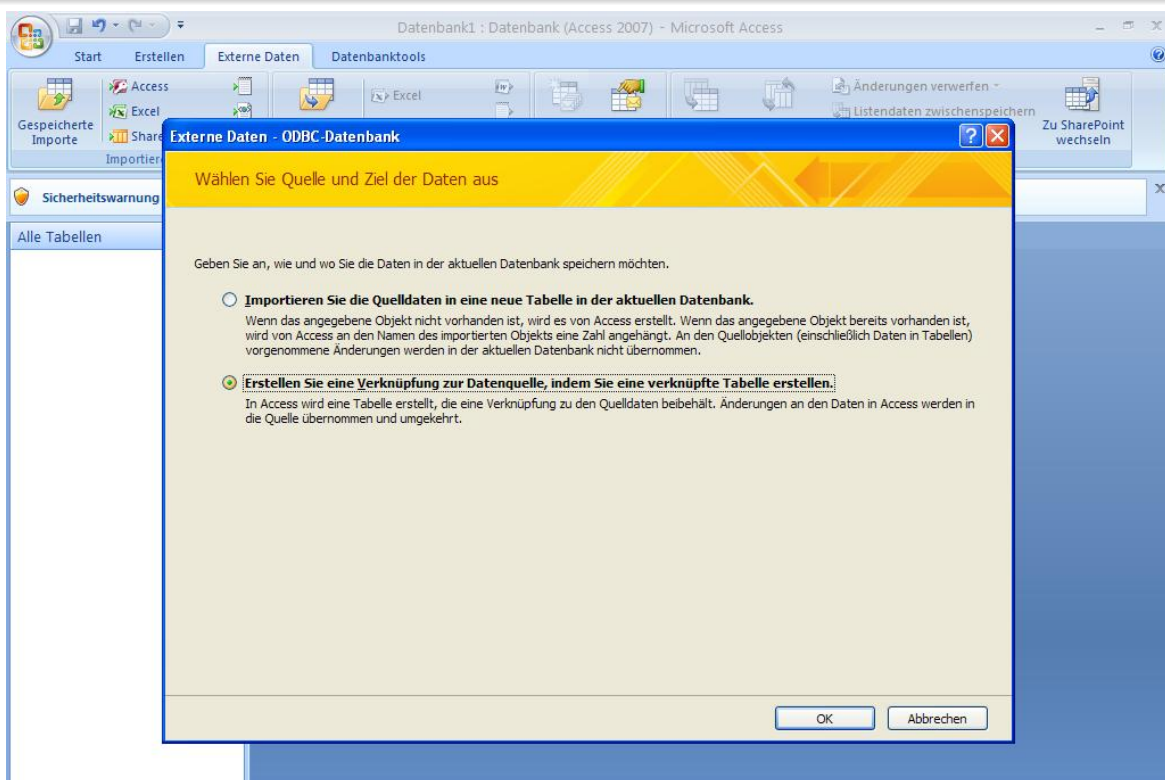 Datenbank1 : Datenbank (Access 2007) - Microsoft Access
Start Erstellen Externe Daten Datenbanktools
Gespeicherte Importe
Access
Excel
Share
Importier
Excel
Änderungen verwerfen
Listendaten zwischenspeichern
Zu SharePoint
wechseln
Externe Daten - ODBC-Datenbank
Sicherheitswarnung
Alle Tabellen
Wählen Sie Quelle und Ziel der Daten aus
Geben Sie an, wie und wo Sie die Daten in der aktuellen Datenbank speichern möchten.
Importieren Sie die Quelldaten in eine neue Tabelle in der aktuellen Datenbank.
Wenn das angegebene Objekt nicht vorhanden ist, wird es von Access erstellt. Wenn das angegebene Objekt bereits vorhanden ist,
wird von Access an den Namen des importierten Objekts eine Zahl angehängt. An den Quellobjekten (einschließlich Daten in Tabellen)
vorgenommene Änderungen werden in der aktuellen Datenbank nicht übernommen.
Erstellen Sie eine Verknüpfung zur Datenquelle, indem Sie eine verknüpfte Tabelle erstellen.
In Access wird eine Tabelle erstellt, die eine Verknüpfung zu den Quelldaten beibehält. Änderungen an den Daten in Access werden in
die Quelle übernommen und umgekehrt.
OK Abbrechen